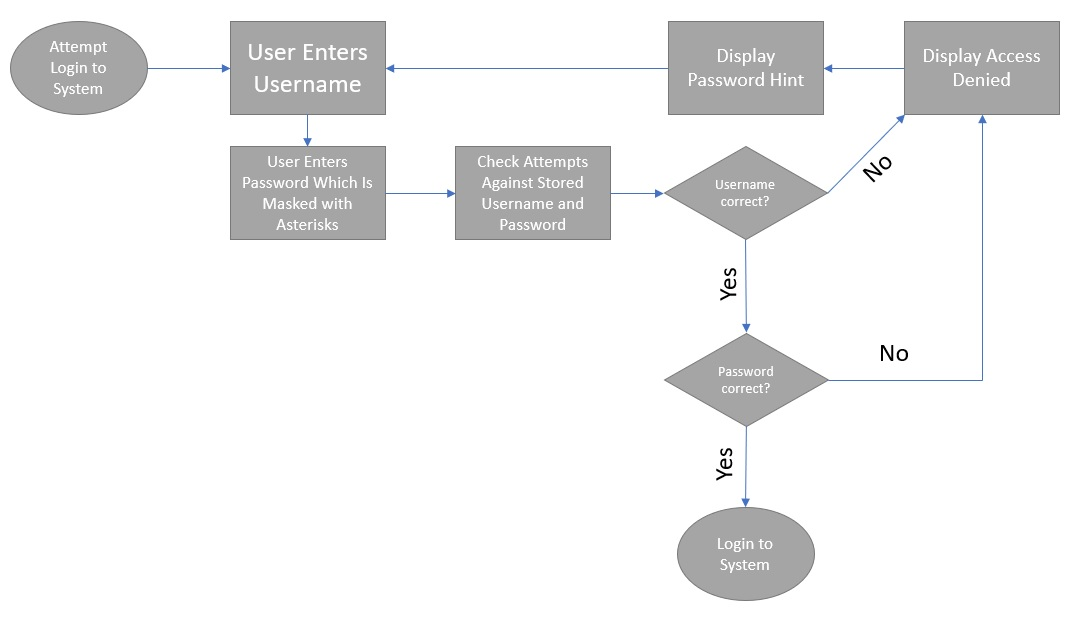 Attempt
Login to
System
User Enters
Username
Display
Password Hint
Display Access
Denied
User Enters
Password Which Is
Masked with
Asterisks
Check Attempts
Against Stored
Username and
Password
Username
correct?
No
Yes
Password
correct?
No
Yes
Login to
System